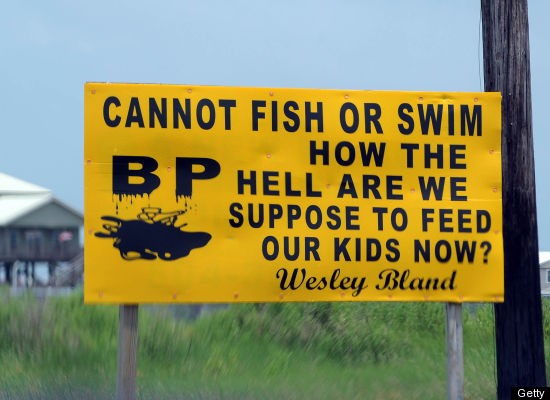 CANNOT FISH OR SWIM
HOW THE
BP
HELL ARE WE
SUPPOSE TO FEED
OUR KIDS NOW?
Wesley Bland
Getty